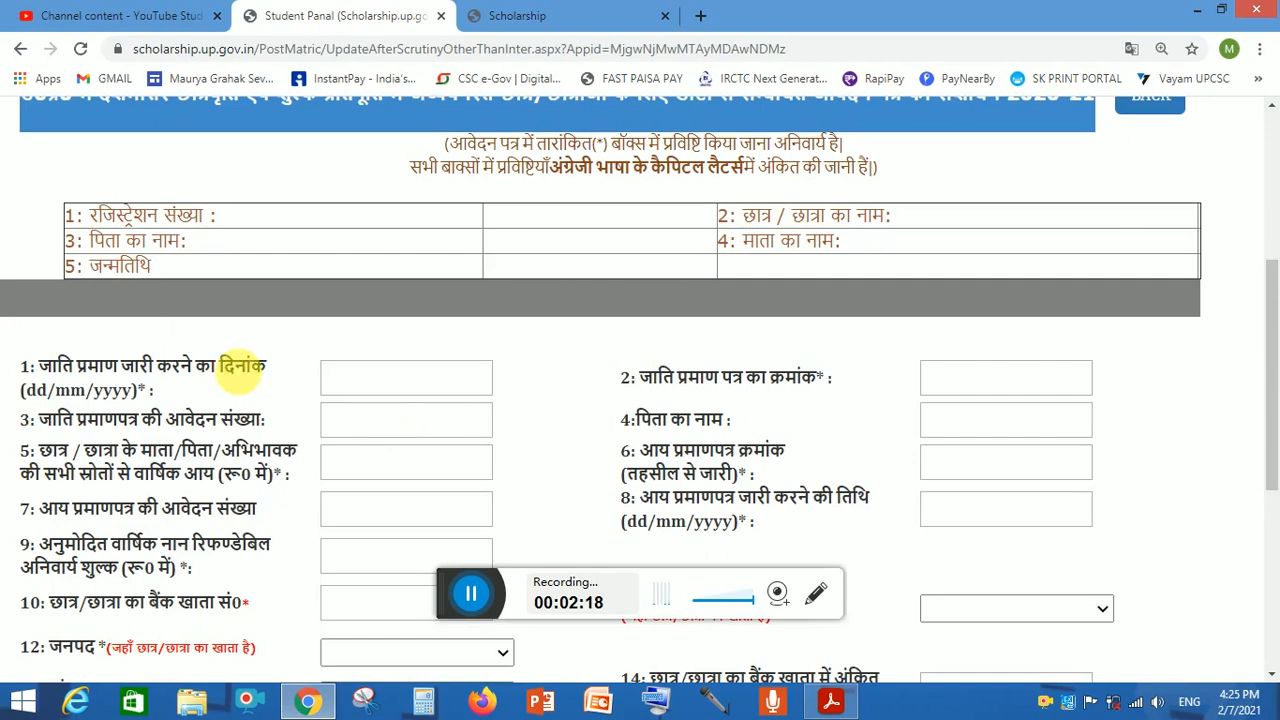 Channel content - YouTube Stud
Student Panal (Scholarship.up.go
Scholarship
scholarship.up.gov.in/PostMatric/UpdateAfterScrutinyOtherThanInter.aspx?Appid=MjgwNjMwMTAyMDAwNDMz
M
Apps GMAIL Maurya Grahak Sev... InstantPay - India's... CSC e-Gov | Digital... FAST PAISA PAY IRCTC Next Generat... RapiPay PayNearby SK PRINT PORTAL Vayam UPCSC »
BACK
(आवेदन पत्र में तारांकित(*) बॉक्स में प्रविष्टि किया जाना अनिवार्य है|
सभी बाक्सों में प्रविष्टियाँअंग्रेजी भाषा के कैपिटल लैटर्समें अंकित की जानी हैं|)
1: रजिस्ट्रेशन संख्या : 2: छात्र / छात्रा का नाम:
3: पिता का नाम: 4: माता का नाम:
5: जन्मतिथि
1: जाति प्रमाण जारी करने का दिनांक
(dd/mm/yyyy)* :
2: जाति प्रमाण पत्र का क्रमांक* :
3: जाति प्रमाणपत्र की आवेदन संख्या:
4:पिता का नाम :
5: छात्र / छात्रा के माता/पिता/अभिभावक
की सभी स्रोतों से वार्षिक आय (रू0 में)* :
6: आय प्रमाणपत्र क्रमांक
(तहसील से जारी)* :
7: आय प्रमाणपत्र की आवेदन संख्या
8: आय प्रमाणपत्र जारी करने की तिथि
(dd/mm/yyyy)* :
9: अनुमोदित वार्षिक नान रिफण्डेबिल
अनिवार्य शुल्क (रू0 में) *:
Recording...
00:02:18
10: छात्र/छात्रा का बैंक खाता सं0*
12: जनपद *(जहाँ छात्र/छात्रा का खाता है)
14: छात्र/छात्रा का बैंक खाता में अंकित
ENG
4:25 PM
2/7/2021